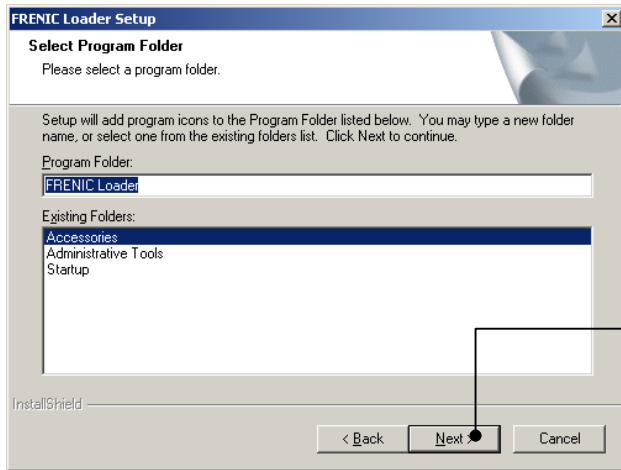 FRENIC Loader Setup
Select Program Folder
Please select a program folder.
Setup will add program icons to the Program Folder listed below. You may type a new folder
name, or select one from the existing folders list. Click Next to continue.
Program Folder:
FRENIC Loader
Existing Folders:
Accessories
Administrative Tools
Startup
InstallShield
< Back
Next >
Cancel